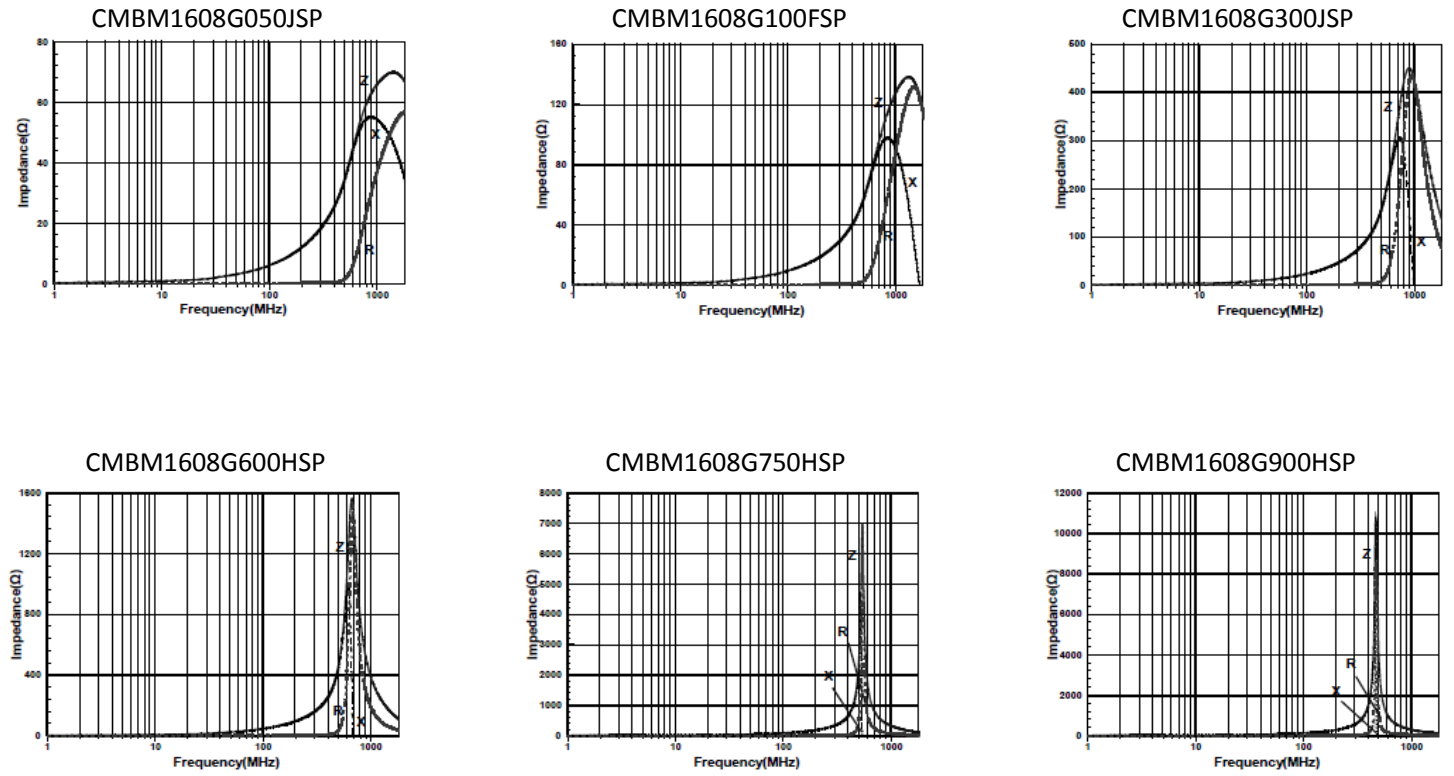 CMBM1608G050JSP
CMBM1608G100FSP
CMBM1608G300JSP
80
60
40
20
0
Impedance(Ω)
Z
X
R
1
10
100
1000
Frequency(MHz)
160
120
80
40
0
Impedance(Ω)
Z
X
R
1
10
100
1000
Frequency(MHz)
600
500
400
300
200
100
0
Impedance(Ω)
Z
R
X
1
10
100
1000
Frequency(MHz)
CMBM1608G600HSP
CMBM1608G750HSP
CMBM1608G900HSP
1600
1200
800
400
0
Impedance(Ω)
Z
R
X
1
10
100
1000
Frequency(MHz)
8000
7000
6000
5000
4000
3000
2000
1000
0
Impedance(Ω)
Z
R
X
1
10
100
1000
Frequency(MHz)
12000
10000
8000
6000
4000
2000
0
Impedance(Ω)
Z
R
X
1
10
100
1000
Frequency(MHz)